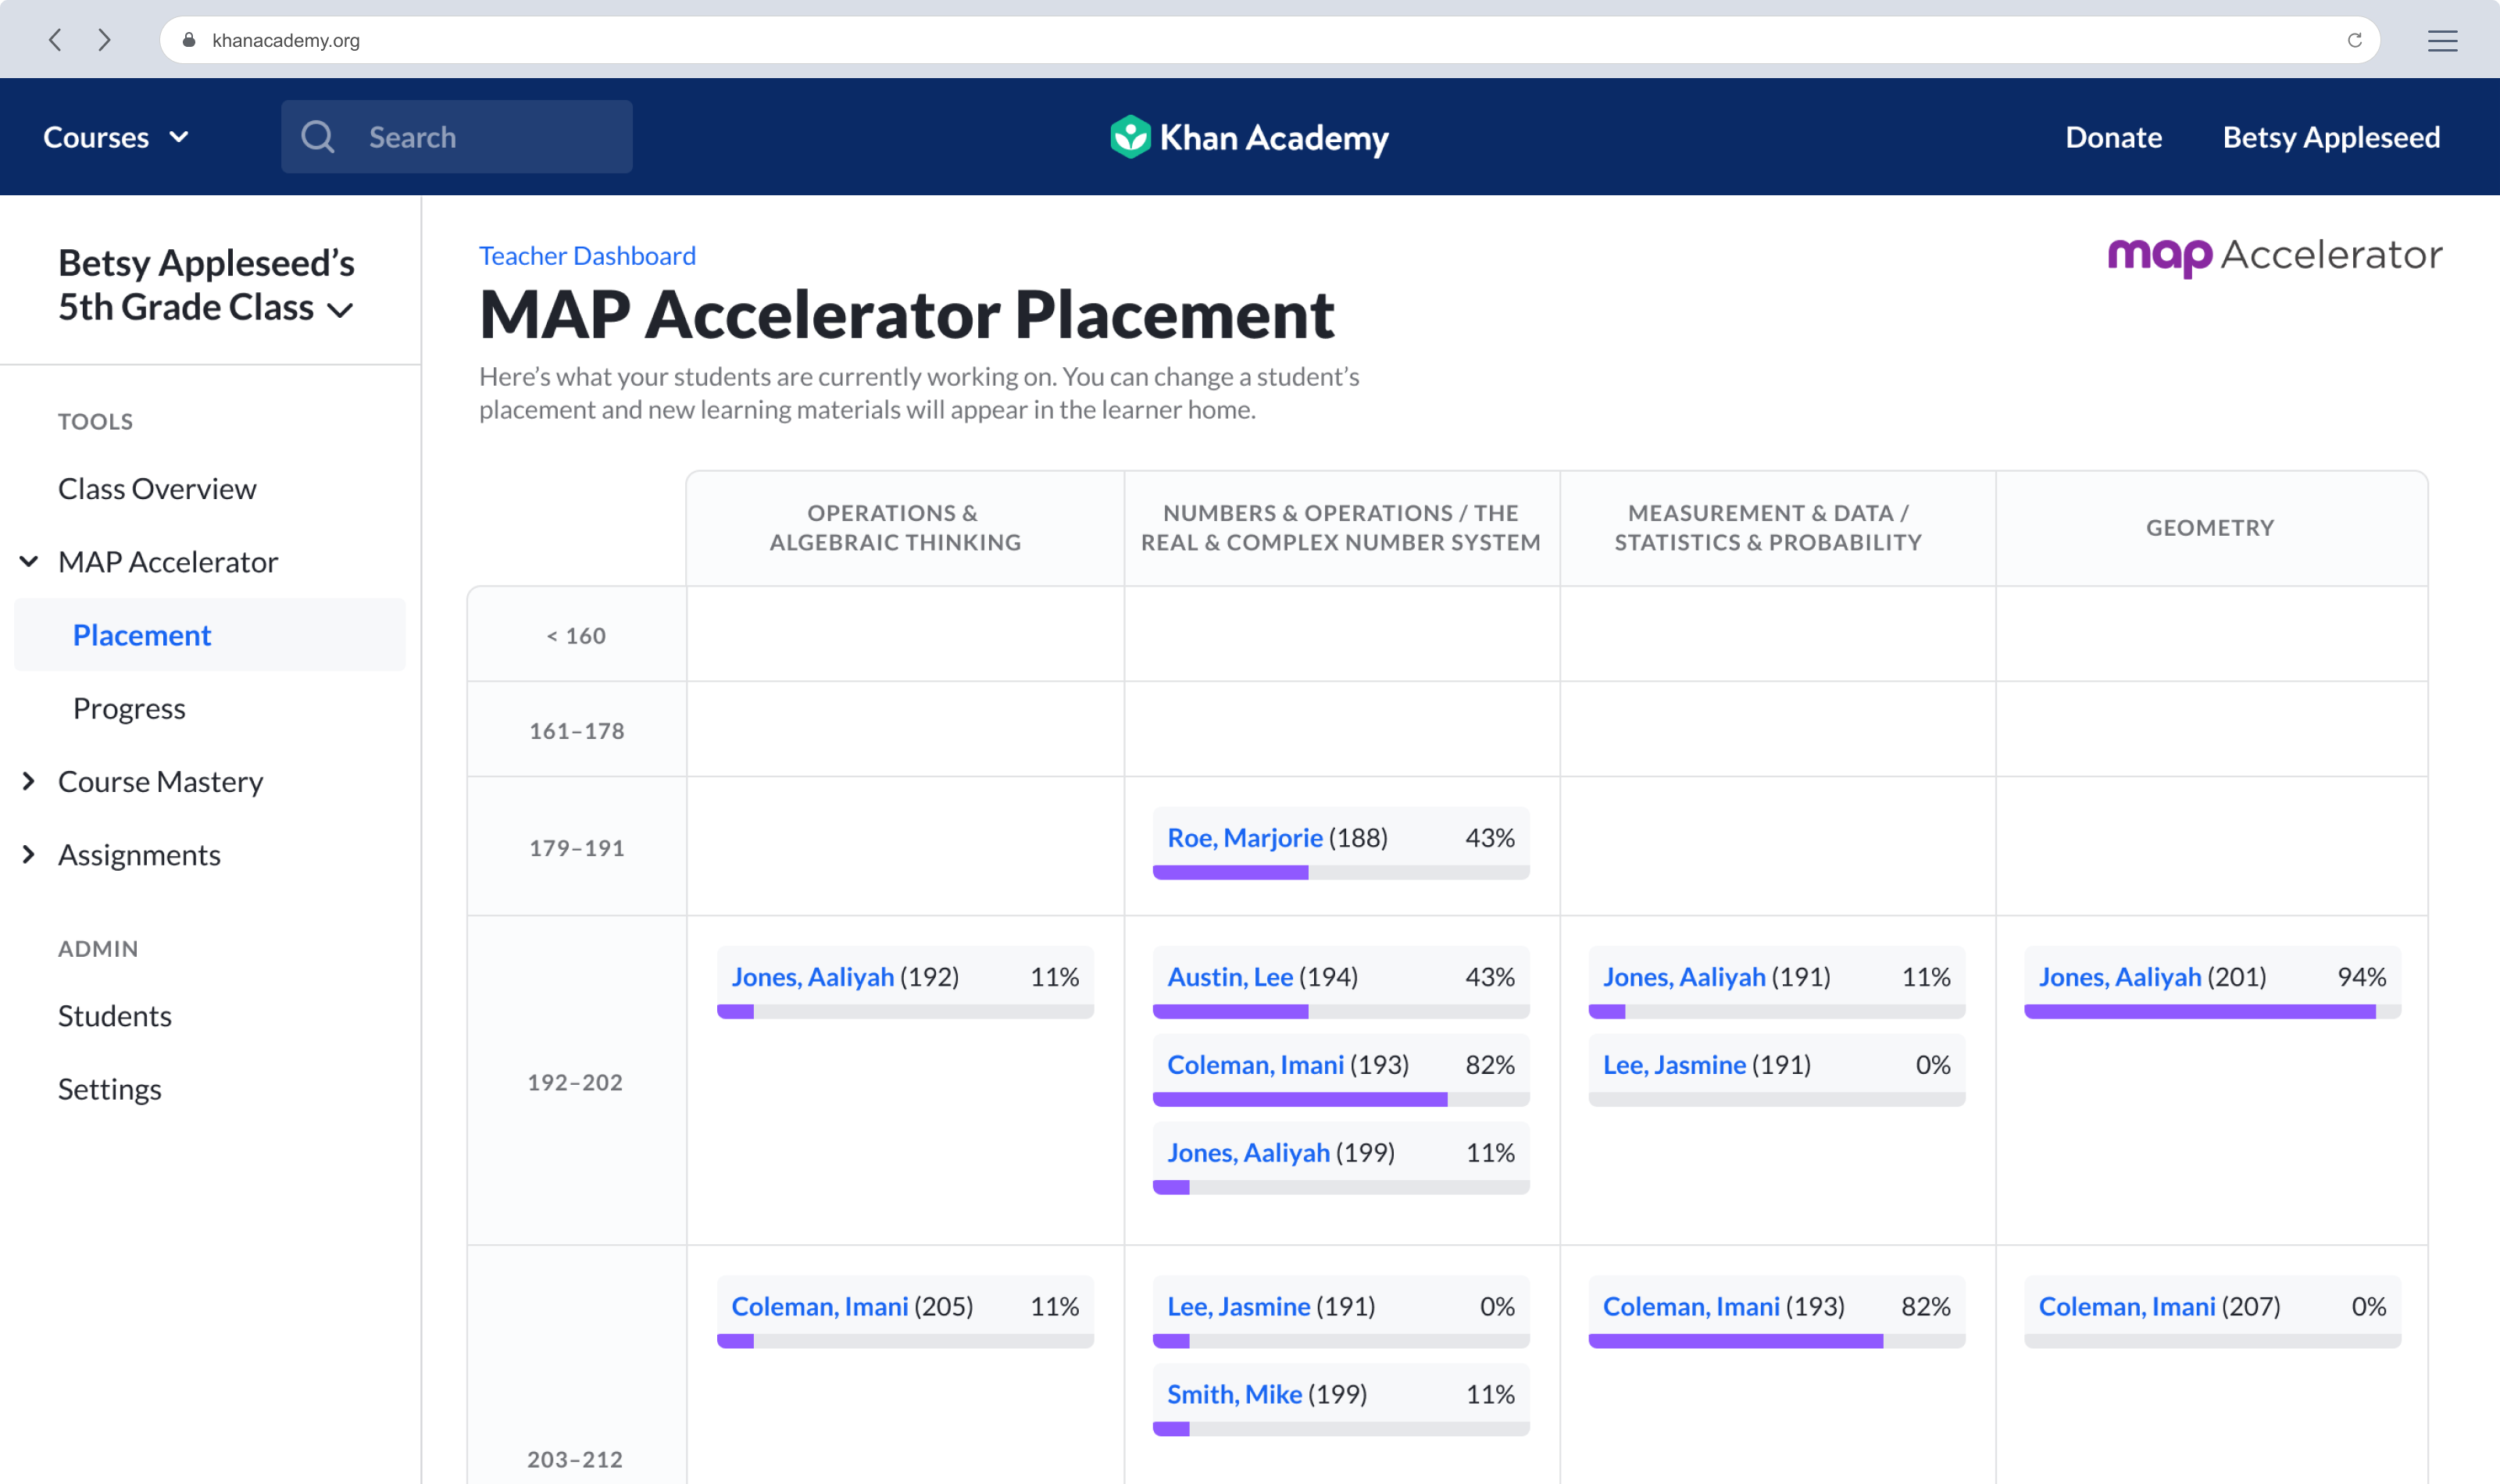 khanacademy.org
Courses
Search
Khan Academy
Donate
Betsy Appleseed
Betsy Appleseed’s
5th Grade Class
TOOLS
Class Overview
MAP Accelerator
Placement
Progress
Course Mastery
Assignments
ADMIN
Students
Settings
Teacher Dashboard
map Accelerator
MAP Accelerator Placement
Here’s what your students are currently working on. You can change a student’s
placement and new learning materials will appear in the learner home.
OPERATIONS &
ALGEBRAIC THINKING
NUMBERS & OPERATIONS / THE
REAL & COMPLEX NUMBER SYSTEM
MEASUREMENT & DATA /
STATISTICS & PROBABILITY
GEOMETRY
< 160
161–178
179–191
Roe, Marjorie (188) 43%
192–202
Jones, Aaliyah (192) 11%
Austin, Lee (194) 43%
Coleman, Imani (193) 82%
Jones, Aaliyah (199) 11%
Jones, Aaliyah (191) 11%
Lee, Jasmine (191) 0%
Jones, Aaliyah (201) 94%
203–212
Coleman, Imani (205) 11%
Lee, Jasmine (191) 0%
Smith, Mike (199) 11%
Coleman, Imani (193) 82%
Coleman, Imani (207) 0%